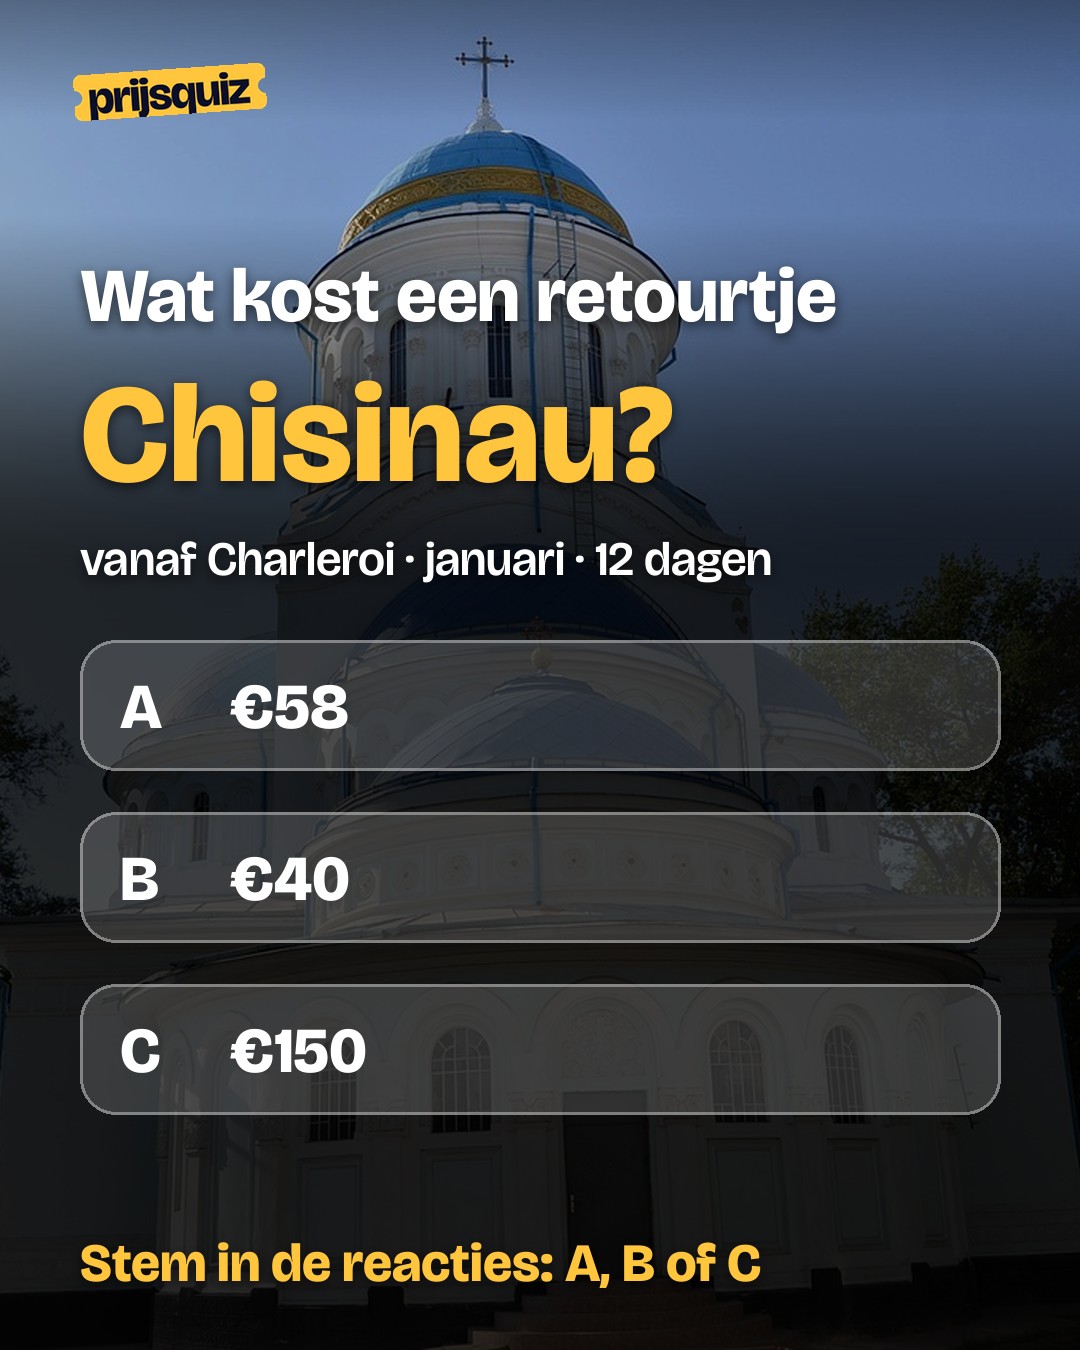 prijsquiz
Wat kost een retourtje
Chisinau?
vanaf Charleroi · januari · 12 dagen
A €58
B €40
C €150
Stem in de reacties: A, B of C